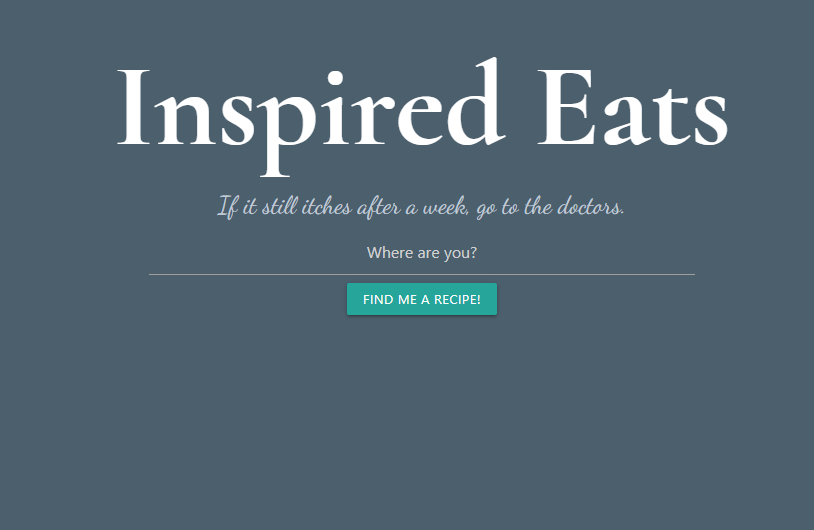 Inspired Eats
If it still itches after a week, go to the doctors.
Where are you?
FIND ME A RECIPE!